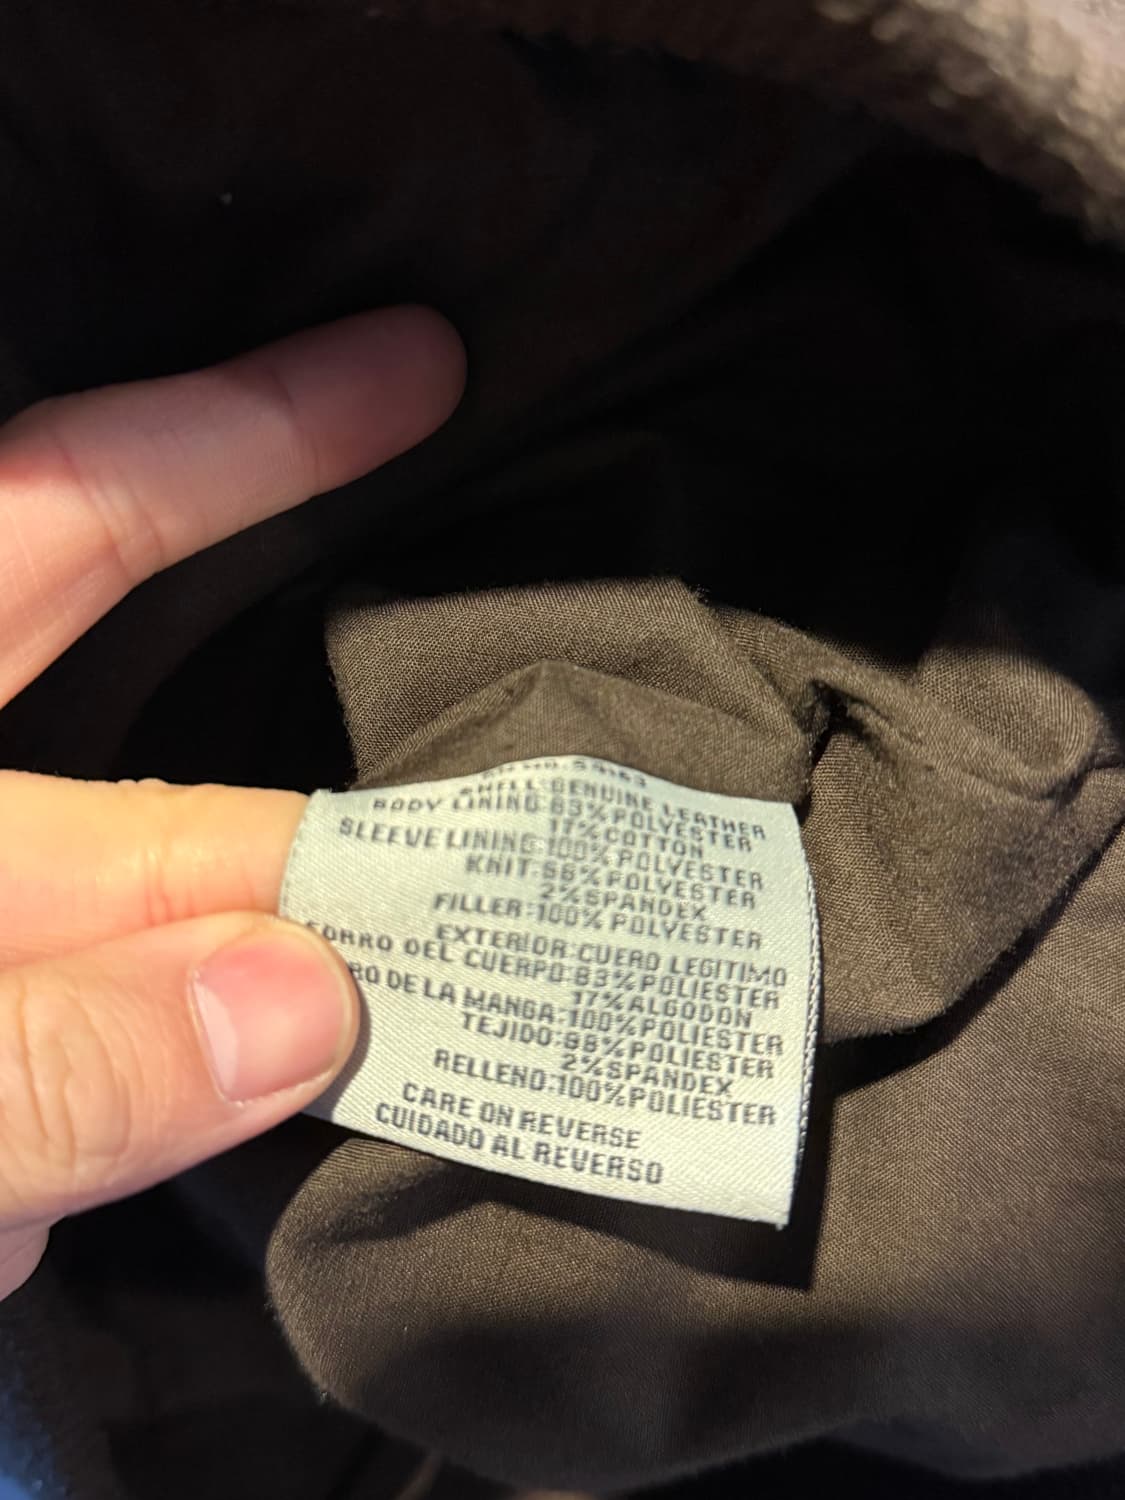 SHELL:GENUINE LEATHER
BODY LINING:83%POLYESTER
17%COTTON
SLEEVE LINING:100%POLYESTER
KNIT:98%POLYESTER
2%SPANDEX
FILLER:100%POLYESTER
EXTERIOR:CUERO LEGITIMO
FORRO DEL CUERPO:83%POLIESTER
17%ALGODON
RO DE LA MANGA:100%POLIESTER
TEJIDO:98%POLIESTER
2%SPANDEX
RELLENO:100%POLIESTER
CARE ON REVERSE
CUIDADO AL REVERSO